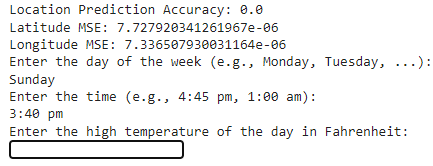 Location Prediction Accuracy: 0.0
Latitude MSE: 7.727920341261967e-06
Longitude MSE: 7.336507930031164e-06
Enter the day of the week (e.g., Monday, Tuesday, ...):
Sunday
Enter the time (e.g., 4:45 pm, 1:00 am):
3:40 pm
Enter the high temperature of the day in Fahrenheit: